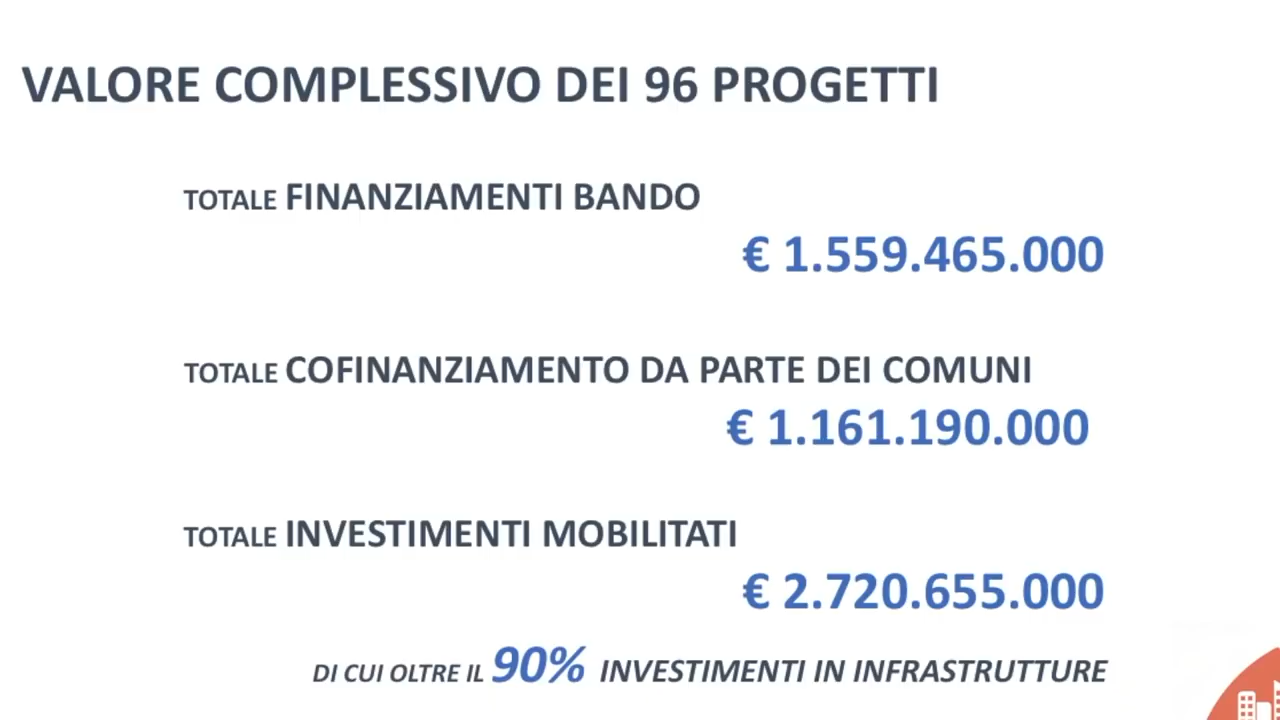 VALORE COMPLESSIVO DEI 96 PROGETTI
TOTALE FINANZIAMENTI BANDO
€ 1.559.465.000
TOTALE COFINANZIAMENTO DA PARTE DEI COMUNI
€ 1.161.190.000
TOTALE INVESTIMENTI MOBILITATI
€ 2.720.655.000
DI CUI OLTRE IL 90% INVESTIMENTI IN INFRASTRUTTURE